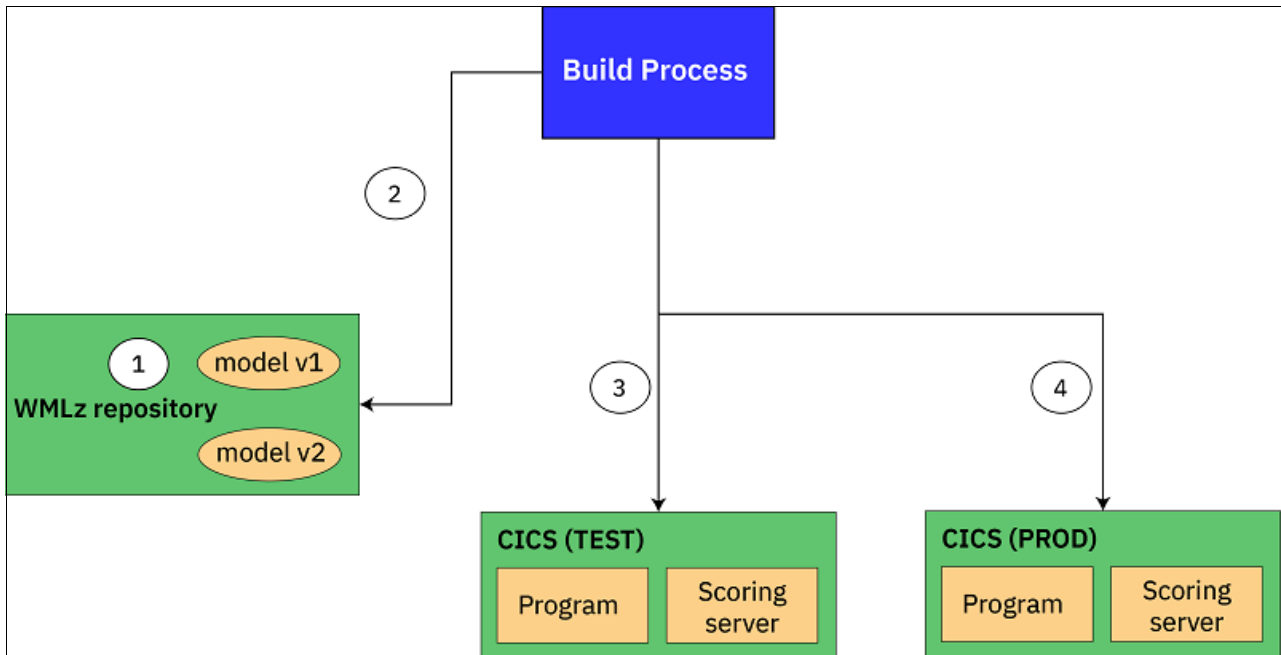 Build Process
2
1
model v1
WMLz repository
model v2
3
4
CICS (TEST)
Program
Scoring
server
CICS (PROD)
Program
Scoring
server